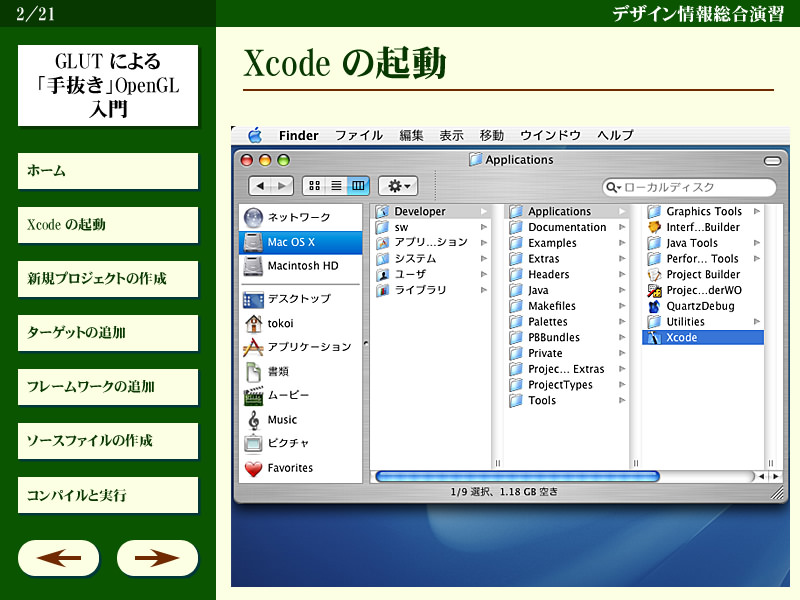 2/21
デザイン情報総合演習
GLUT による
「手抜き」OpenGL
入門
ホーム
Xcode の起動
新規プロジェクトの作成
ターゲットの追加
フレームワークの追加
ソースファイルの作成
コンパイルと実行
Xcode の起動
Finder ファイル 編集 表示 移動 ウインドウ ヘルプ
Applications
ローカルディスク
ネットワーク
Mac OS X
Macintosh HD
デスクトップ
tokoi
アプリケーション
書類
ムービー
Music
ピクチャ
Favorites
Developer
sw
アプリ...ション
システム
ユーザ
ライブラリ
Applications
Documentation
Examples
Extras
Headers
Java
Makefiles
Palettes
PBBundles
Private
Projec... Extras
ProjectTypes
Tools
Graphics Tools
Interf...Builder
Java Tools
Perfor... Tools
Project Builder
Projec...derWO
QuartzDebug
Utilities
Xcode
1/9 選択、1.18 GB 空き